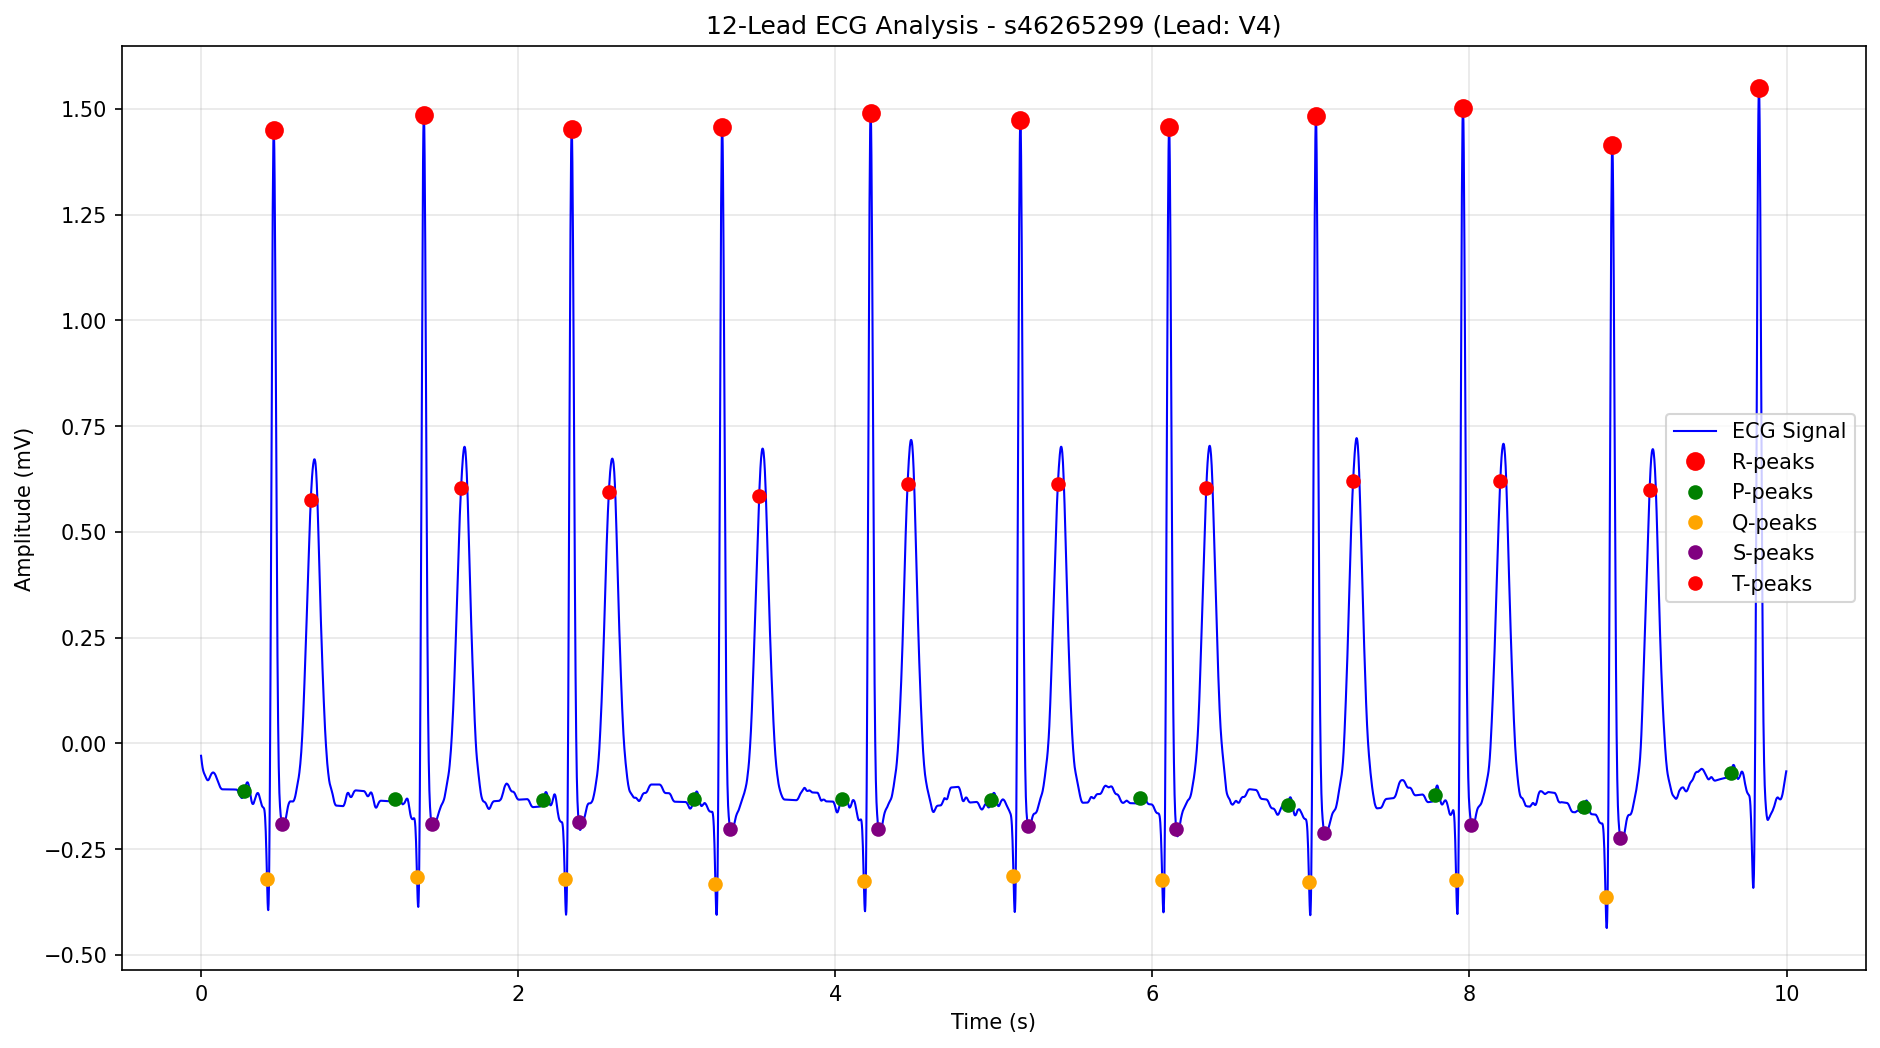 12-Lead ECG Analysis - s46265299 (Lead: V4)
Amplitude (mV)
1.50
1.25
1.00
0.75
0.50
0.25
0.00
−0.25
−0.50
ECG Signal
R-peaks
P-peaks
Q-peaks
S-peaks
T-peaks
0 2 4 6 8 10
Time (s)